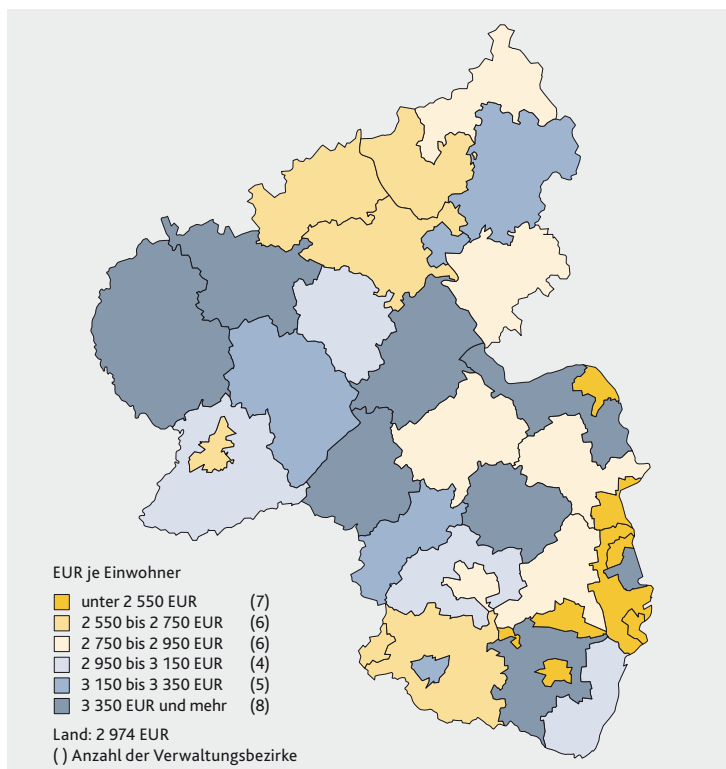 EUR je Einwohner
unter 2 550 EUR (7)
2 550 bis 2 750 EUR (6)
2 750 bis 2 950 EUR (6)
2 950 bis 3 150 EUR (4)
3 150 bis 3 350 EUR (5)
3 350 EUR und mehr (8)
Land: 2 974 EUR
( ) Anzahl der Verwaltungsbezirke